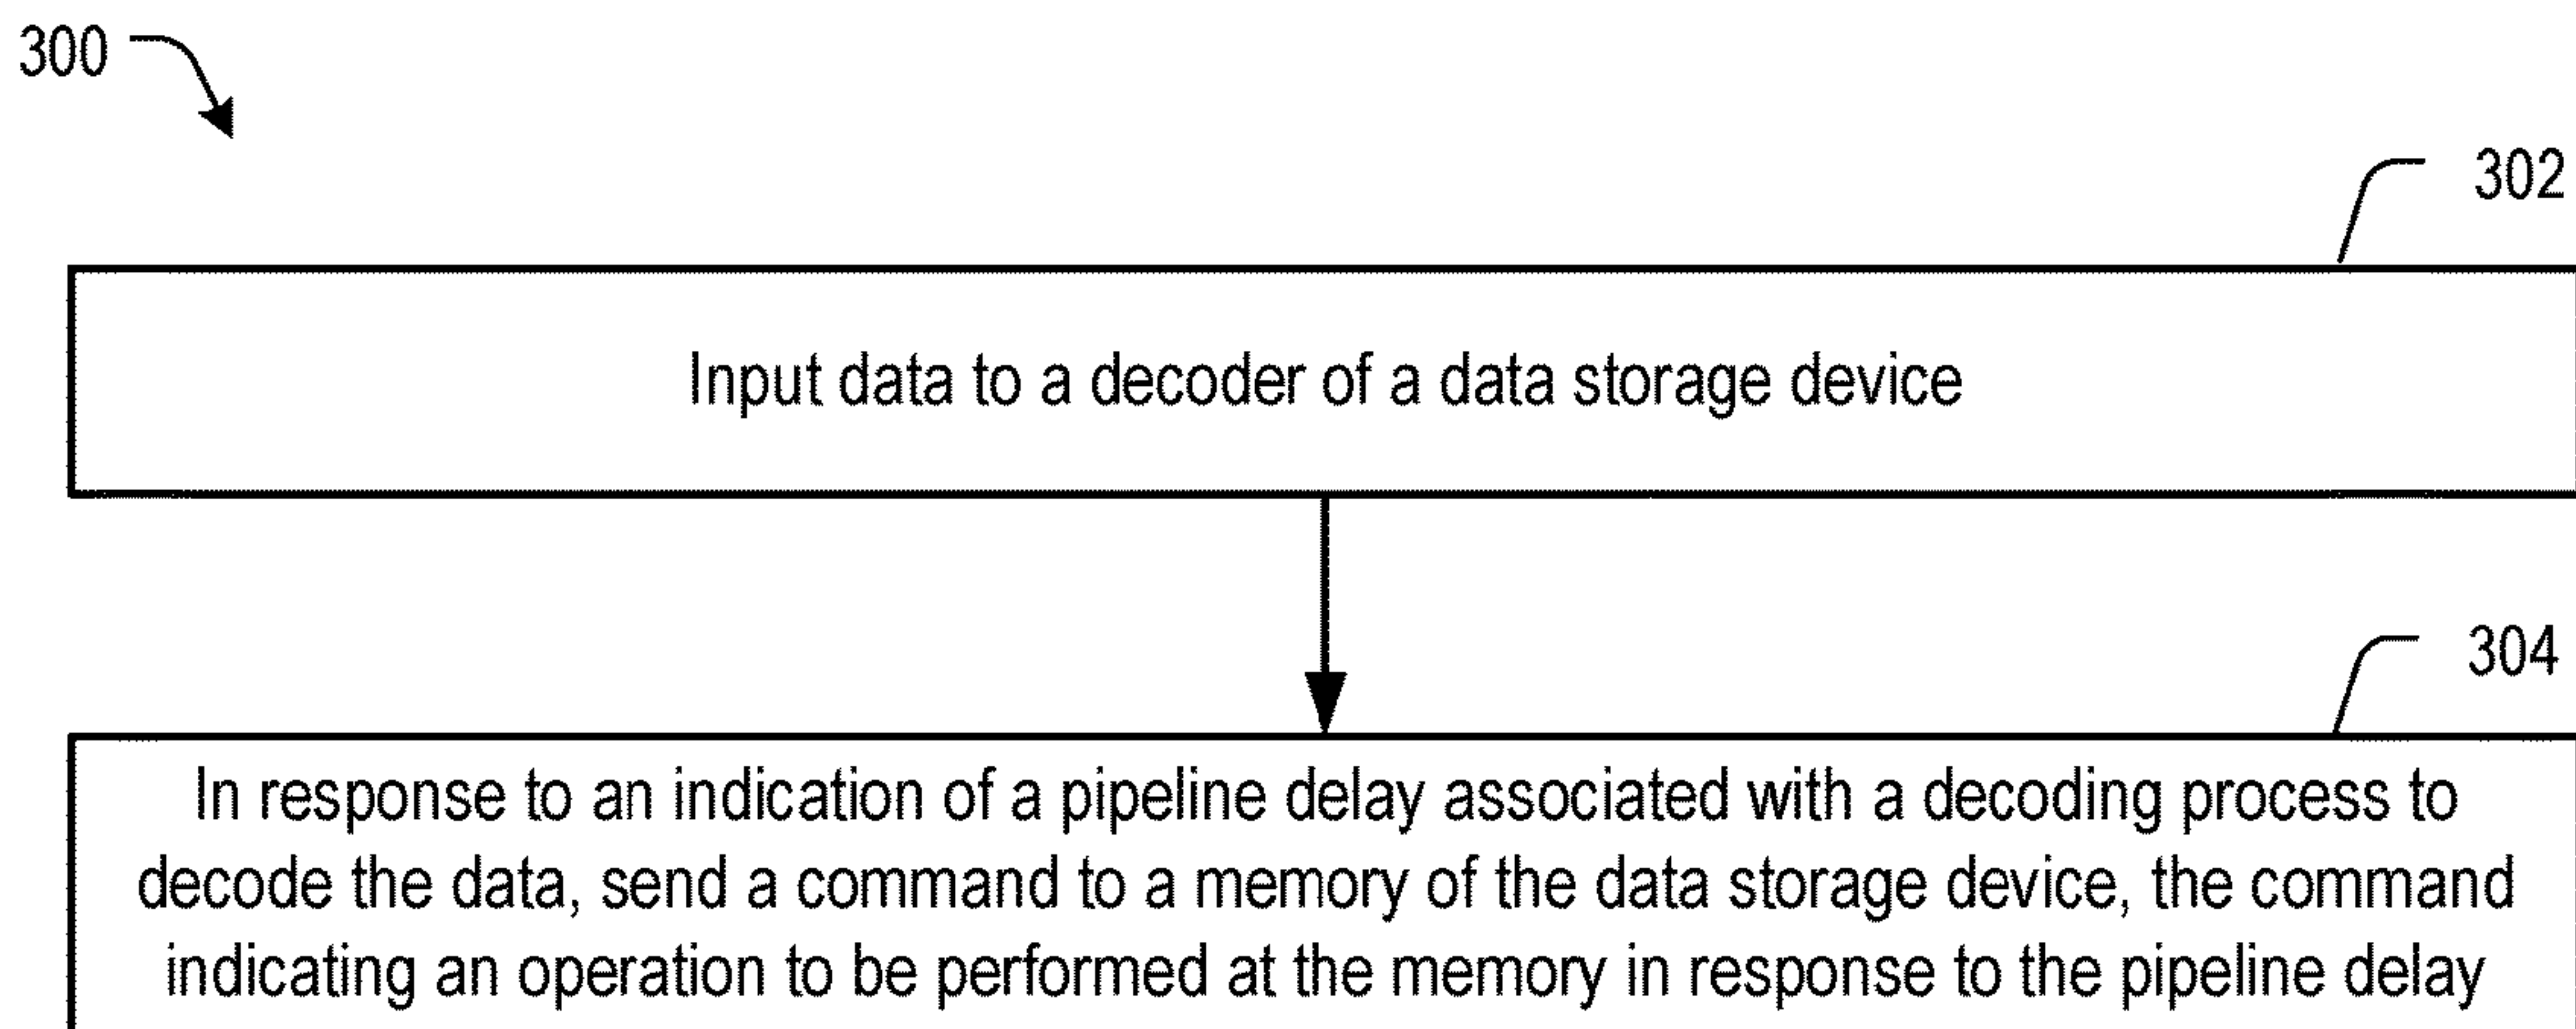 300
302
Input data to a decoder of a data storage device
304
In response to an indication of a pipeline delay associated with a decoding process to
decode the data, send a command to a memory of the data storage device, the command
indicating an operation to be performed at the memory in response to the pipeline delay